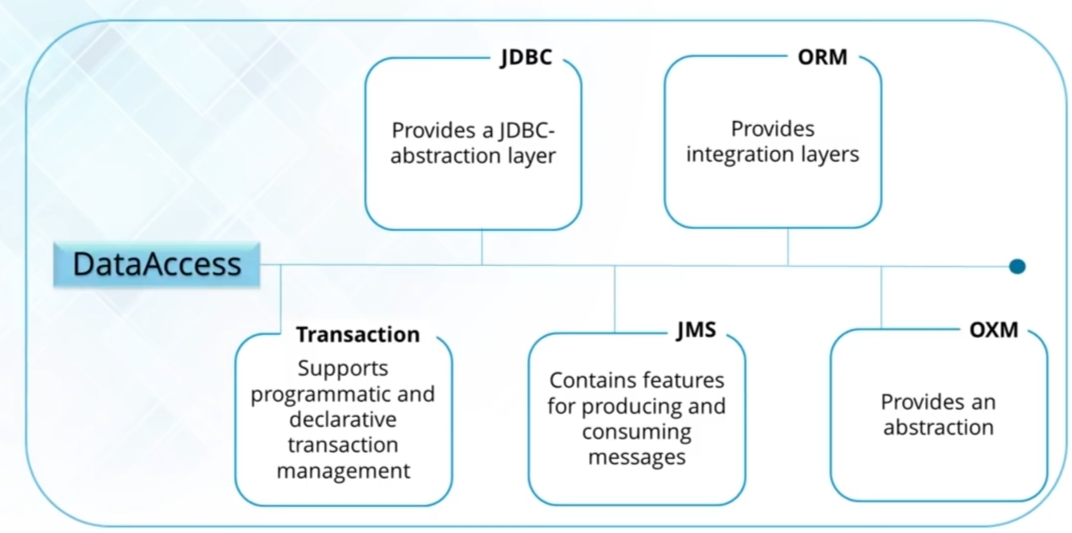 JDBC
Provides a JDBC-
abstraction layer
ORM
Provides
integration layers
DataAccess
Transaction
Supports
programmatic and
declarative
transaction
management
JMS
Contains features
for producing and
consuming
messages
OXM
Provides an
abstraction